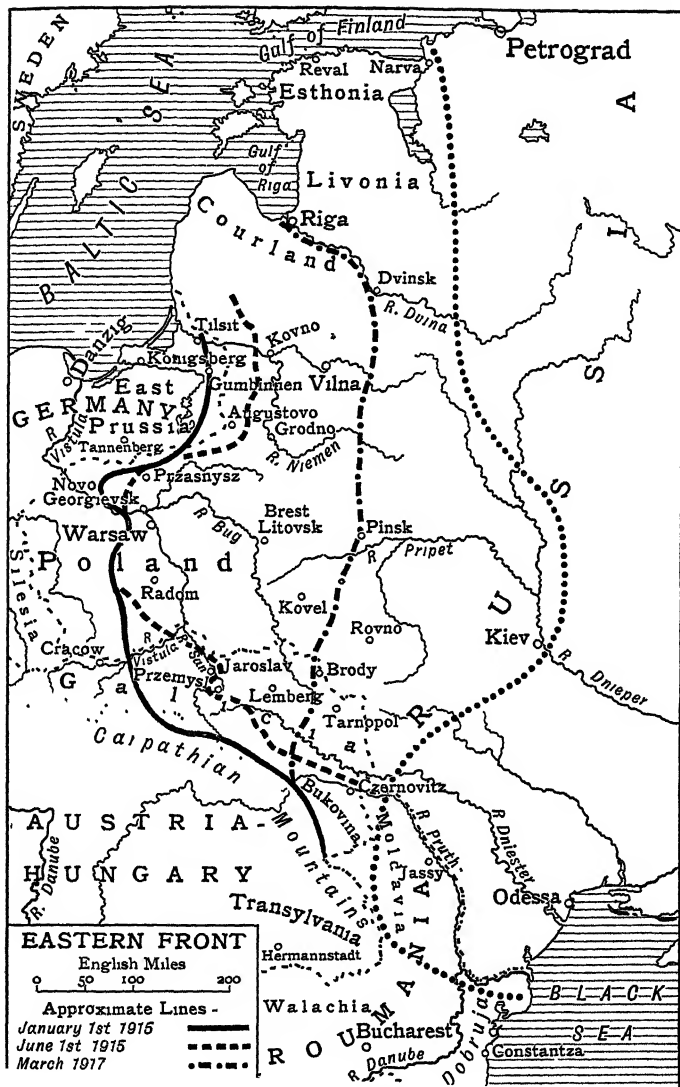 SWEDEN
BALTIC SEA
Gulf of Finland
Petrograd
Reval
Narva
Esthonia
Gulf of Riga
Livonia
Courland
Riga
Dvinsk
R. Duina
RUSSIA
Tilsit
Kovno
Danzig
Königsberg
Gumbinnen
Vilna
East Prussia
GERMANY
Augustovo
Grodno
R. Niemen
R Vistula
Tannenberg
Novo Georgievsk
Przasnysz
R Bug
Brest Litovsk
Pinsk
R Pripet
Warsaw
Poland
Silesia
Radom
Kovel
Rovno
Kiev
R Dnieper
Cracow
R Vistula
R San
Jaroslav
Przemysl
Brody
Lemberg
Tarnopol
Galicia
Carpathian Mountains
Czernovitz
Bukovina
Moldavia
R Pruth
R Dniester
Jassy
Odessa
AUSTRIA-
HUNGARY
R. Danube
Transylvania
Hermannstadt
Walachia
ROUMANIA
Bucharest
R Danube
Dobruja
Constantza
BLACK SEA
EASTERN FRONT
English Miles
0 50 100 200
Approximate Lines -
January 1st 1915
June 1st 1915
March 1917